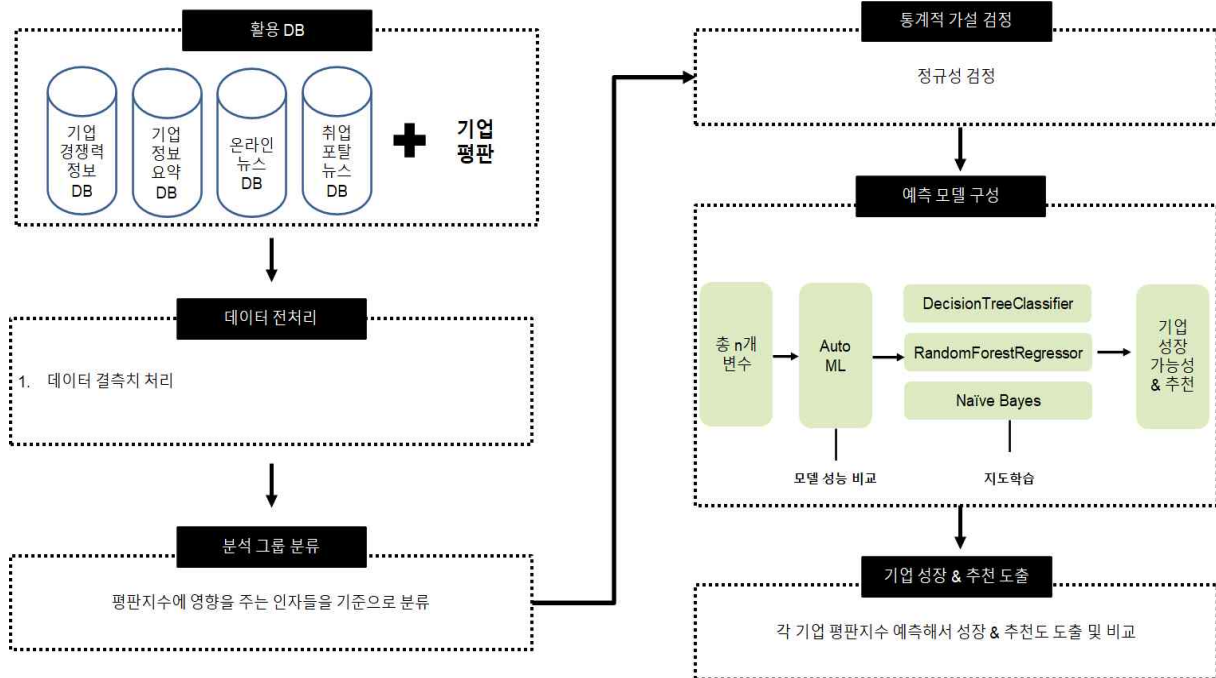 활용 DB
기업
경쟁력
정보
DB
기업
정보
요약
DB
온라인
뉴스
DB
취업
포탈
뉴스
DB
기업
평판
데이터 전처리
1. 데이터 결측치 처리
분석 그룹 분류
평판지수에 영향을 주는 인자들을 기준으로 분류
통계적 가설 검정
정규성 검정
예측 모델 구성
총 n개
변수
Auto
ML
DecisionTreeClassifier
RandomForestRegressor
Naïve Bayes
기업
성장
가능성
& 추천
모델 성능 비교
지도학습
기업 성장 & 추천 도출
각 기업 평판지수 예측해서 성장 & 추천도 도출 및 비교